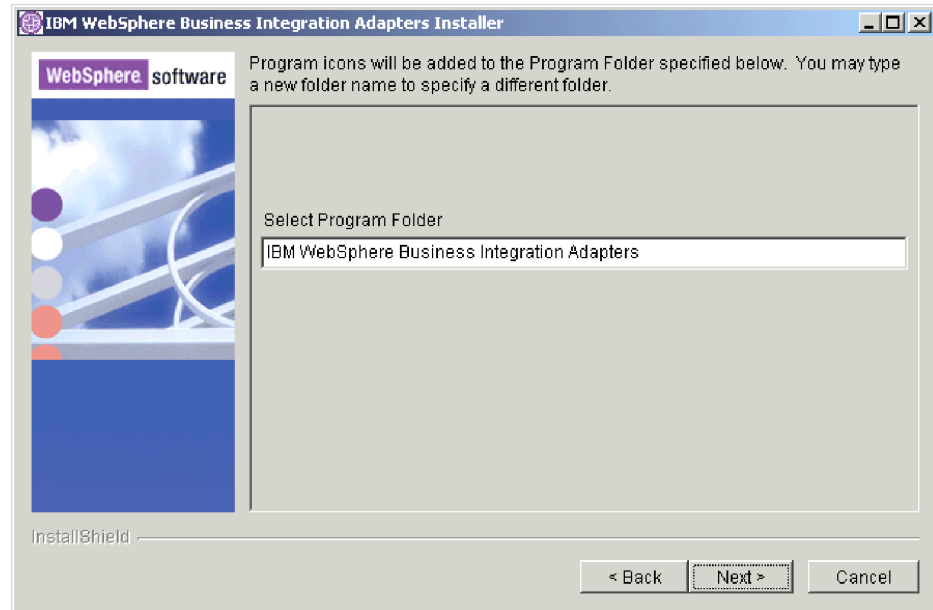 IBM WebSphere Business Integration Adapters Installer
WebSphere software
Program icons will be added to the Program Folder specified below. You may type
a new folder name to specify a different folder.
Select Program Folder
IBM WebSphere Business Integration Adapters
InstallShield
< Back
Next >
Cancel